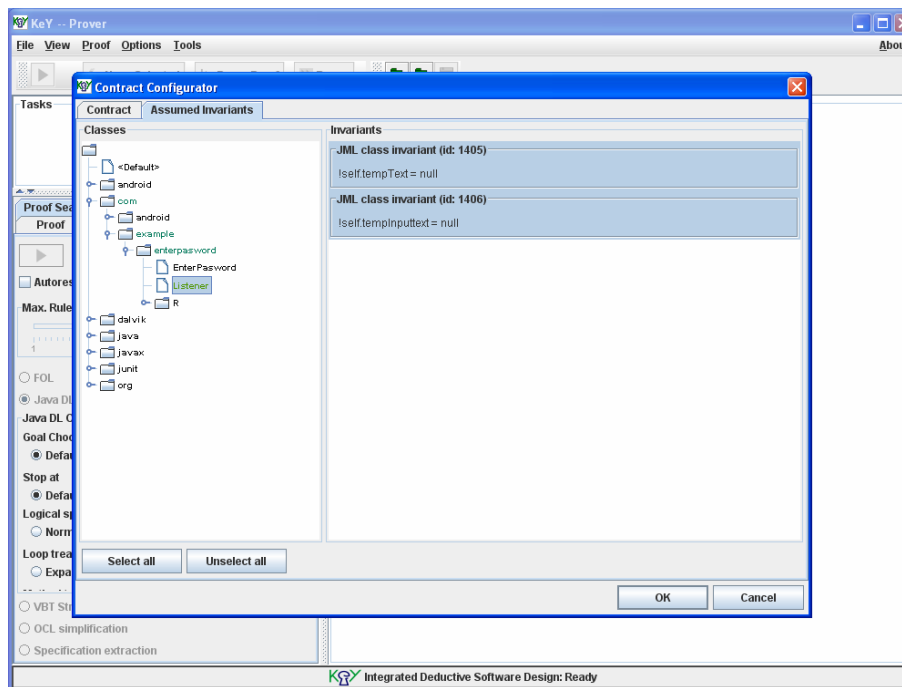 KeY -- Prover
File View Proof Options Tools
Abou
Contract Configurator
Tasks
Contract Assumed Invariants
Classes
Invariants
<Default>
android
com
android
example
enterpasword
EnterPasword
Listener
R
dalvik
java
javax
junit
org
JML class invariant (id: 1405)
!self.tempText = null
JML class invariant (id: 1406)
!self.tempInputtext = null
Select all Unselect all
OK Cancel
Proof Sea
Proof
Autores
Max. Rule
1
FOL
Java DL
Java DL O
Goal Choo
Defau
Stop at
Defau
Logical sp
Norm
Loop trea
Expa
VBT Str
OCL simplification
Specification extraction
KeY Integrated Deductive Software Design: Ready